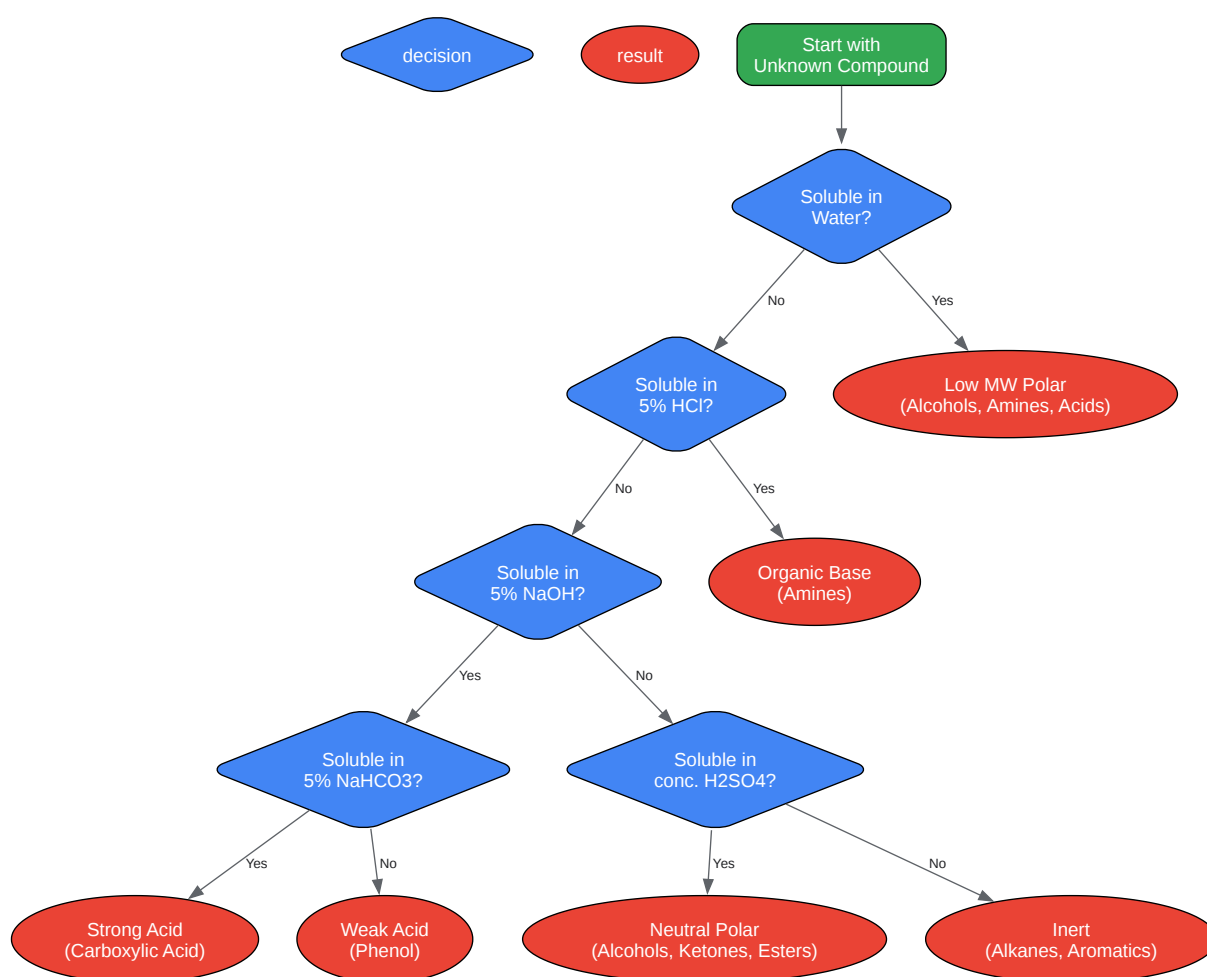 decision
result
Start with
Unknown Compound
Soluble in
Water?
No
Yes
Soluble in
5% HCl?
Low MW Polar
(Alcohols, Amines, Acids)
No
Yes
Soluble in
5% NaOH?
Organic Base
(Amines)
Yes
No
Soluble in
5% NaHCO3?
Soluble in
conc. H2SO4?
Yes
No
Yes
No
Strong Acid
(Carboxylic Acid)
Weak Acid
(Phenol)
Neutral Polar
(Alcohols, Ketones, Esters)
Inert
(Alkanes, Aromatics)